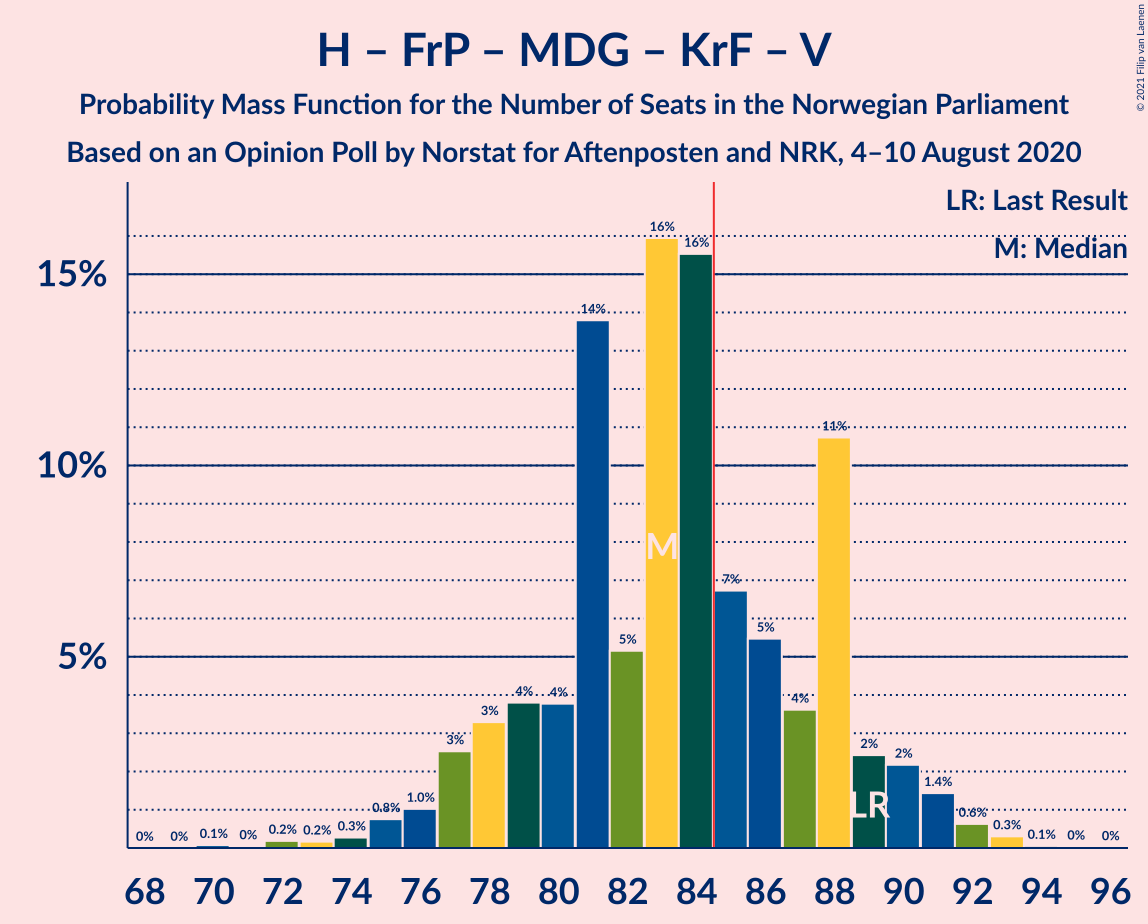 H – FrP – MDG – KrF – V
Probability Mass Function for the Number of Seats in the Norwegian Parliament
Based on an Opinion Poll by Norstat for Aftenposten and NRK, 4–10 August 2020
© 2021 Filip van Laenen
LR: Last Result
M: Median
15%
10%
5%
0% 0% 0.1% 0% 0.2% 0.2% 0.3% 0.8% 1.0% 3% 3% 4% 4% 14% 5% 16% 16% 7% 5% 4% 11% 2% 2% 1.4% 0.6% 0.3% 0.1% 0% 0%
M
LR
68 70 72 74 76 78 80 82 84 86 88 90 92 94 96